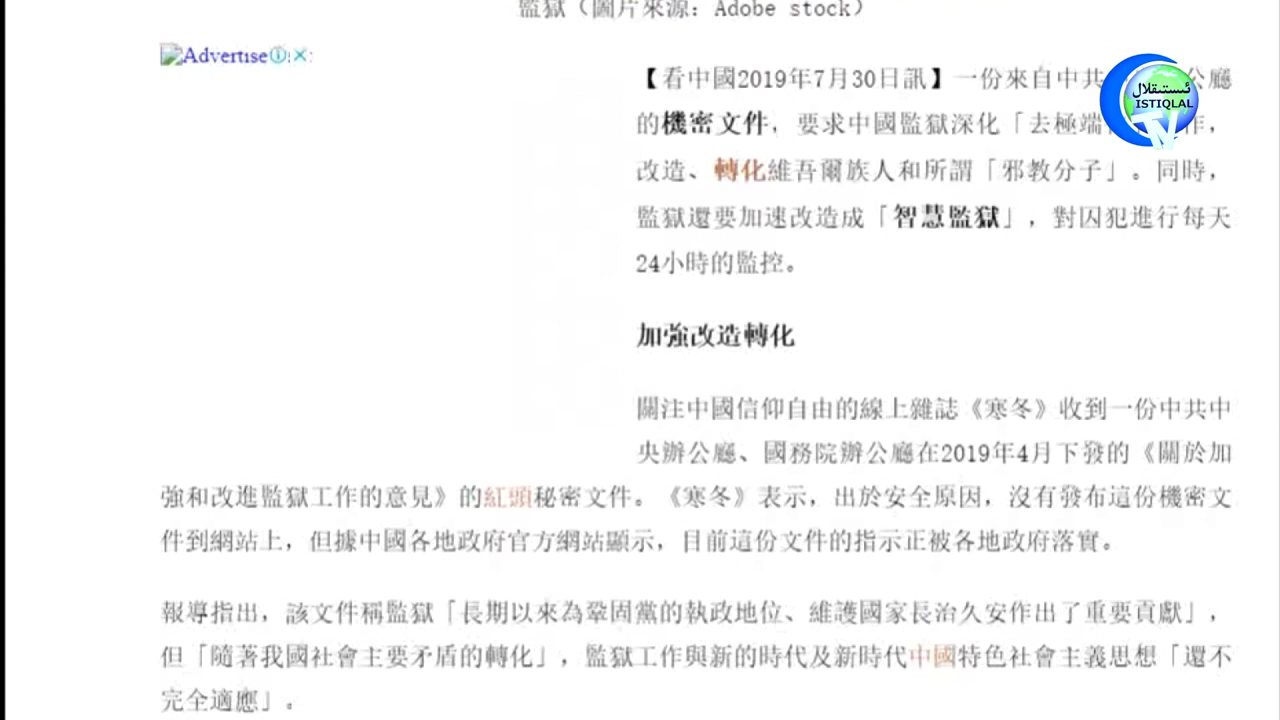 監獄（圖片來源：Adobe stock）
Advertise
【看中國2019年7月30日訊】一份來自中共 公廳
ئىستىقلال
ISTIQLAL
TV
的機密文件，要求中國監獄深化「去極端 作，
改造、轉化維吾爾族人和所謂「邪教分子」。同時，
監獄還要加速改造成「智慧監獄」，對囚犯進行每天
24小時的監控。
加強改造轉化
關注中國信仰自由的線上雜誌《寒冬》收到一份中共中
央辦公廳、國務院辦公廳在2019年4月下發的《關於加
強和改進監獄工作的意見》的紅頭秘密文件。《寒冬》表示，出於安全原因，沒有發布這份機密文
件到網站上，但據中國各地政府官方網站顯示，目前這份文件的指示正被各地政府落實。
報導指出，該文件稱監獄「長期以來為鞏固黨的執政地位、維護國家長治久安作出了重要貢獻」，
但「隨著我國社會主要矛盾的轉化」，監獄工作與新的時代及新時代中國特色社會主義思想「還不
完全適應」。